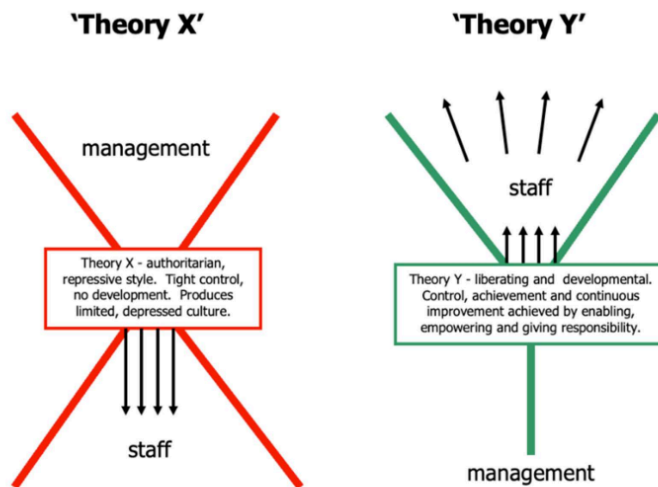 ‘Theory X’
management
Theory X - authoritarian,
repressive style. Tight control,
no development. Produces
limited, depressed culture.
staff
‘Theory Y’
staff
Theory Y - liberating and developmental.
Control, achievement and continuous
improvement achieved by enabling,
empowering and giving responsibility.
management